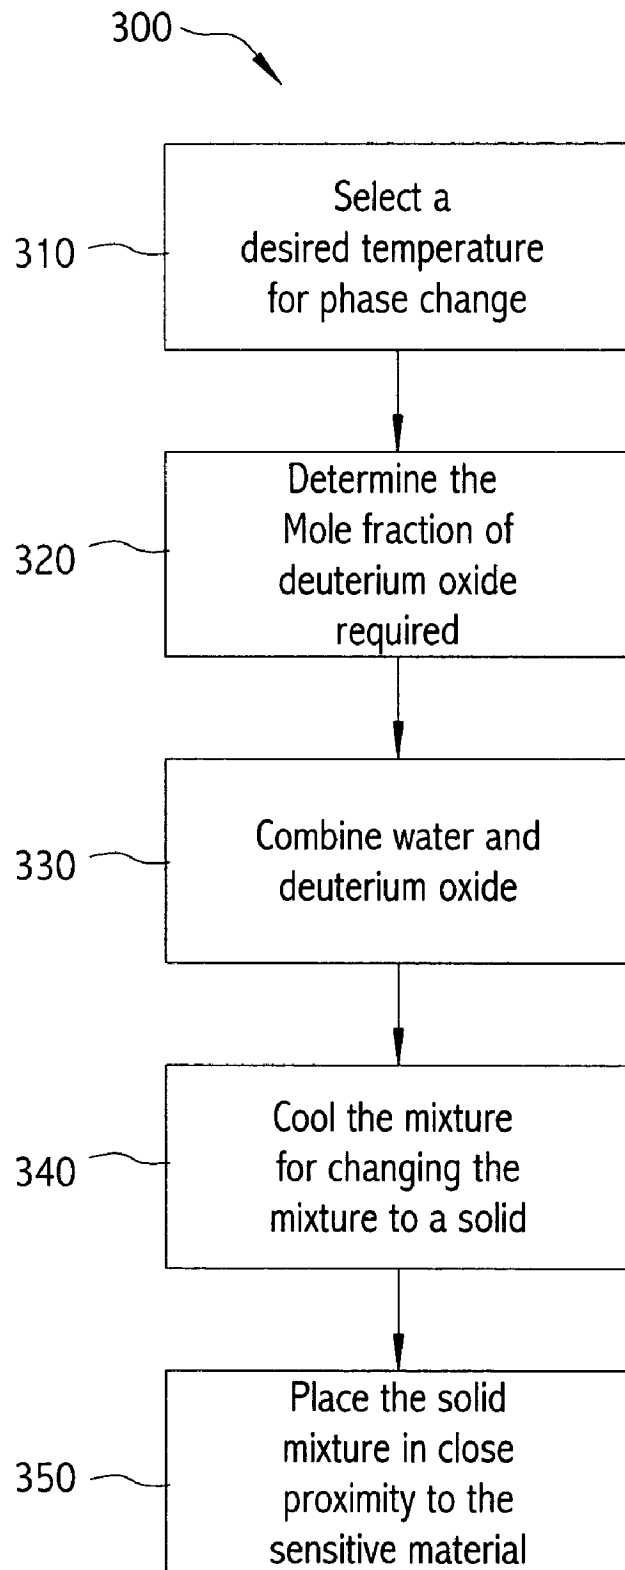 300
310
Select a
desired temperature
for phase change
320
Determine the
Mole fraction of
deuterium oxide
required
330
Combine water and
deuterium oxide
340
Cool the mixture
for changing the
mixture to a solid
350
Place the solid
mixture in close
proximity to the
sensitive material